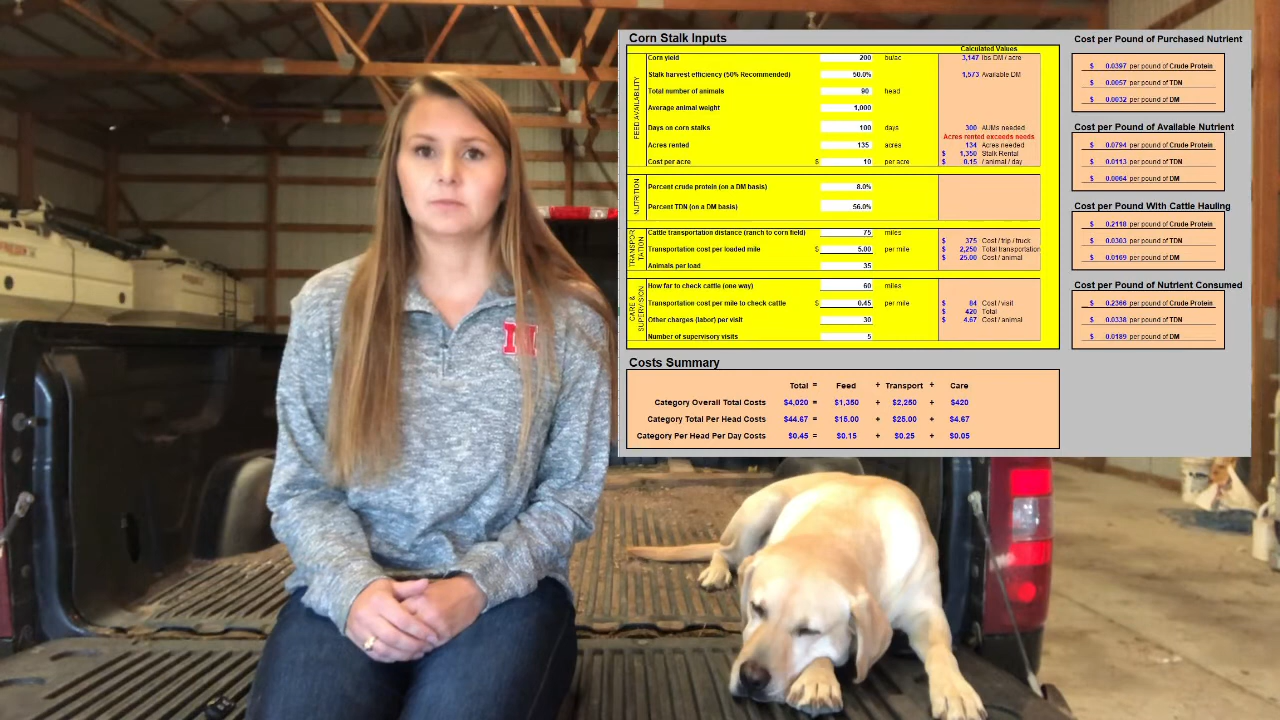 Corn Stalk Inputs
Calculated Values
FEED AVAILABILITY
Corn yield 200 bu/ac 3,147 lbs DM / acre
Stalk harvest efficiency (50% Recommended) 50.0% 1,573 Available DM
Total number of animals 90 head
Average animal weight 1,000
Days on corn stalks 100 days 300 AUMs needed
Acres rented exceeds needs
Acres rented 135 acres 134 Acres needed
$ 1,350 Stalk Rental
Cost per acre $ 10 per acre $ 0.15 / animal / day
NUTRITION
Percent crude protein (on a DM basis) 8.0%
Percent TDN (on a DM basis) 56.0%
TRANSPORTATION
Cattle transportation distance (ranch to corn field) 75 miles
$ 375 Cost / trip / truck
Transportation cost per loaded mile $ 5.00 per mile $ 2,250 Total transportation
$ 25.00 Cost / animal
Animals per load 35
CARE & SUPERVISION
How far to check cattle (one way) 60 miles
Transportation cost per mile to check cattle $ 0.45 per mile $ 84 Cost / visit
$ 420 Total
Other charges (labor) per visit 30 $ 4.67 Cost / animal
Number of supervisory visits 5
Costs Summary
Total = Feed + Transport + Care
Category Overall Total Costs $4,020 = $1,350 + $2,250 + $420
Category Total Per Head Costs $44.67 = $15.00 + $25.00 + $4.67
Category Per Head Per Day Costs $0.45 = $0.15 + $0.25 + $0.05
Cost per Pound of Purchased Nutrient
$ 0.0397 per pound of Crude Protein
$ 0.0057 per pound of TDN
$ 0.0032 per pound of DM
Cost per Pound of Available Nutrient
$ 0.0794 per pound of Crude Protein
$ 0.0113 per pound of TDN
$ 0.0064 per pound of DM
Cost per Pound With Cattle Hauling
$ 0.2118 per pound of Crude Protein
$ 0.0303 per pound of TDN
$ 0.0169 per pound of DM
Cost per Pound of Nutrient Consumed
$ 0.2366 per pound of Crude Protein
$ 0.0338 per pound of TDN
$ 0.0189 per pound of DM
N